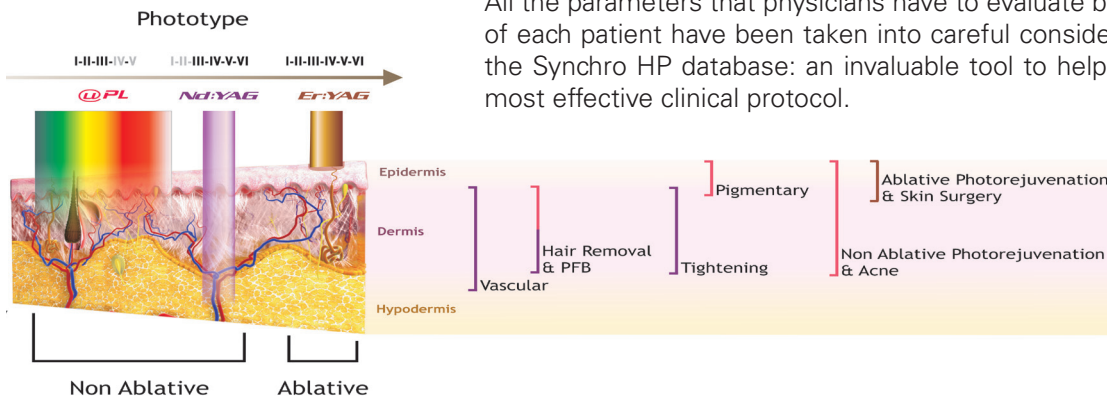 Phototype
All the parameters that physicians have to evaluate b
of each patient have been taken into careful conside
the Synchro HP database: an invaluable tool to help
most effective clinical protocol.
I-II-III-IV-V
I-II-III-IV-V-VI
I-II-III-IV-V-VI
@PL
Nd:YAG
Er:YAG
Epidermis
Dermis
Hypodermis
Vascular
Hair Removal
& PFB
Tightening
Pigmentary
Non Ablative Photorejuvenation
& Acne
Ablative Photorejuvenation
& Skin Surgery
Non Ablative
Ablative